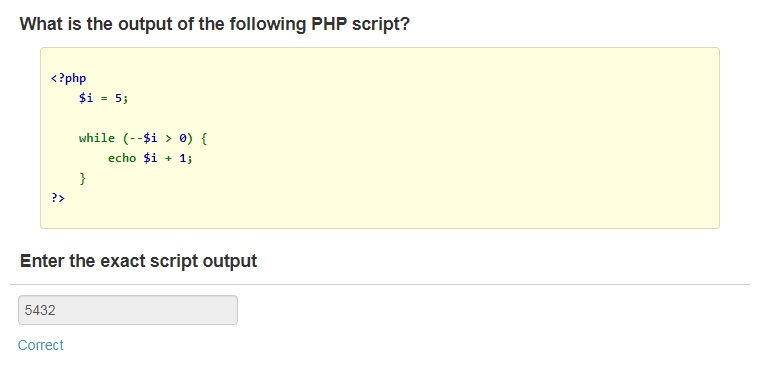 What is the output of the following PHP script?
<?php
$i = 5;
while (--$i > 0) {
echo $i + 1;
}
?>
Enter the exact script output
5432
Correct